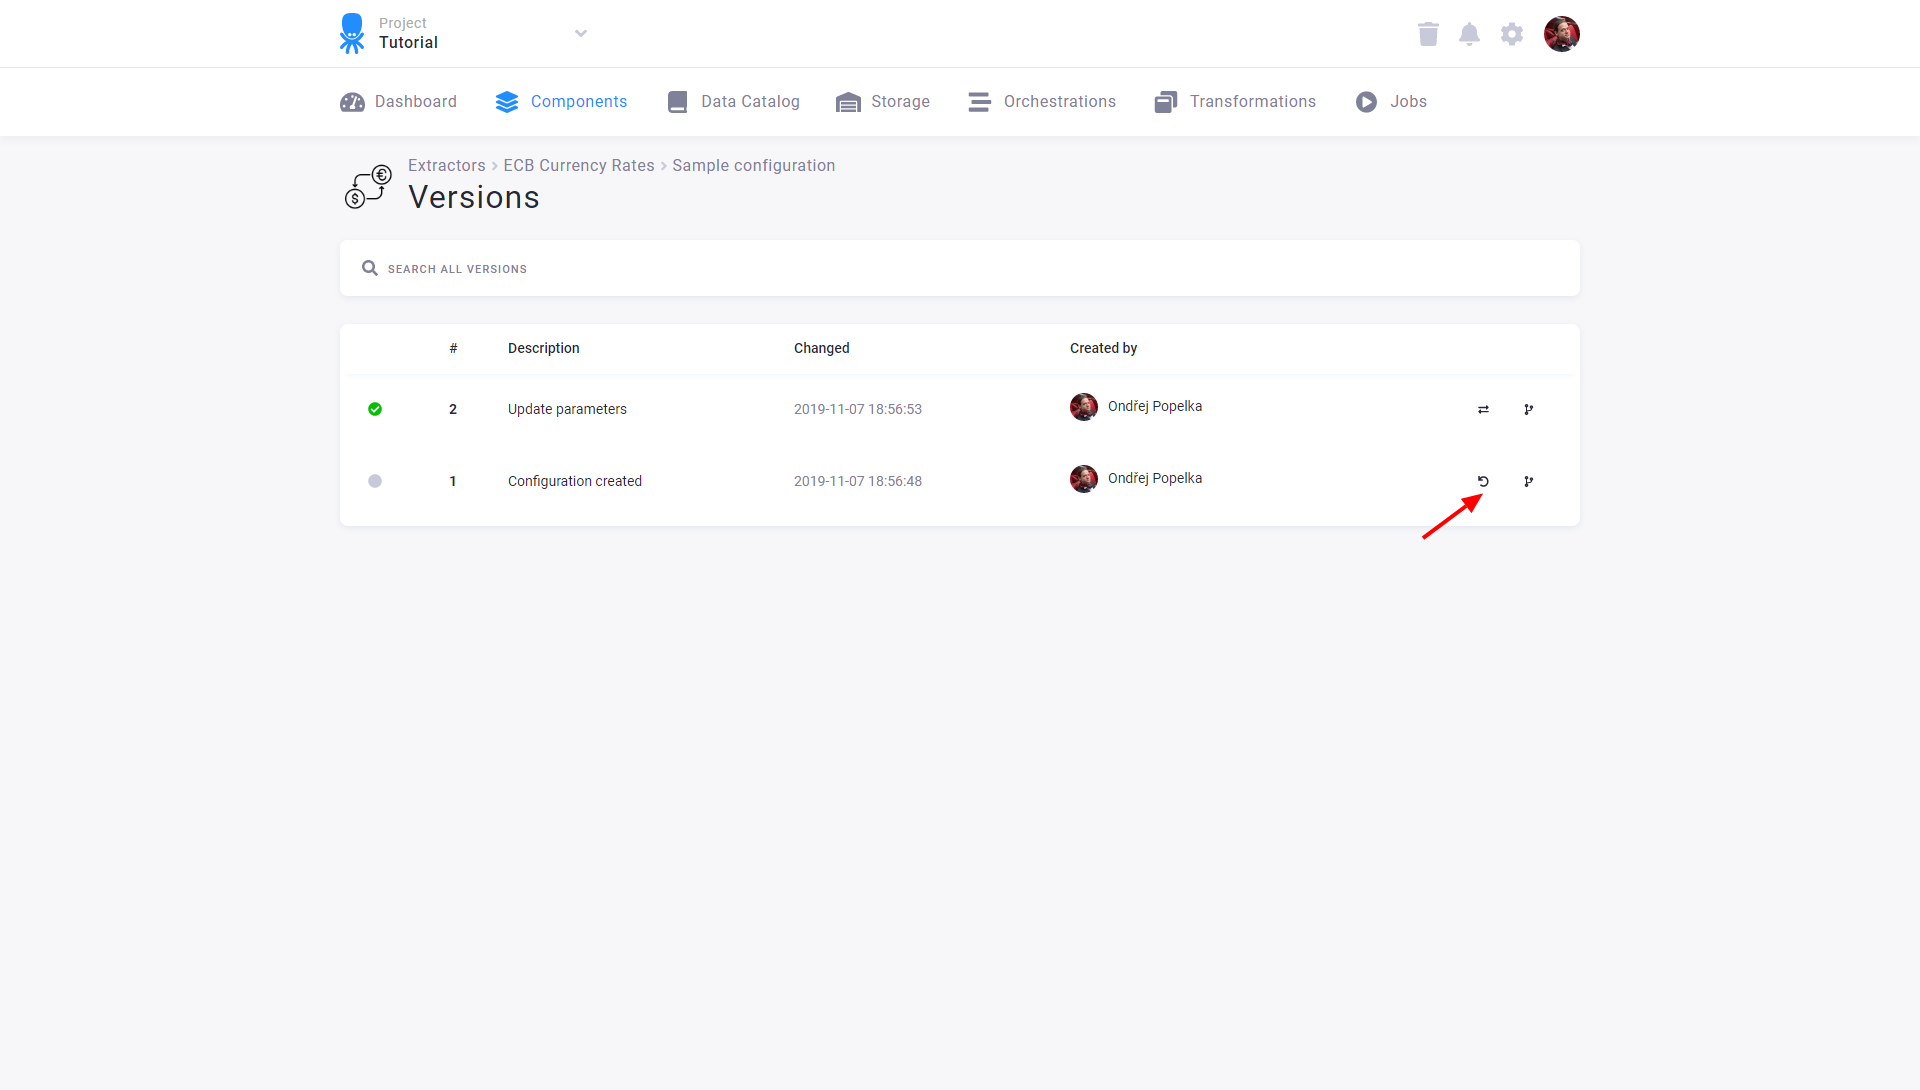 Project
Tutorial
Dashboard
Components
Data Catalog
Storage
Orchestrations
Transformations
Jobs
Extractors > ECB Currency Rates > Sample configuration
Versions
SEARCH ALL VERSIONS
# Description Changed Created by
2 Update parameters 2019-11-07 18:56:53 Ondřej Popelka
1 Configuration created 2019-11-07 18:56:48 Ondřej Popelka